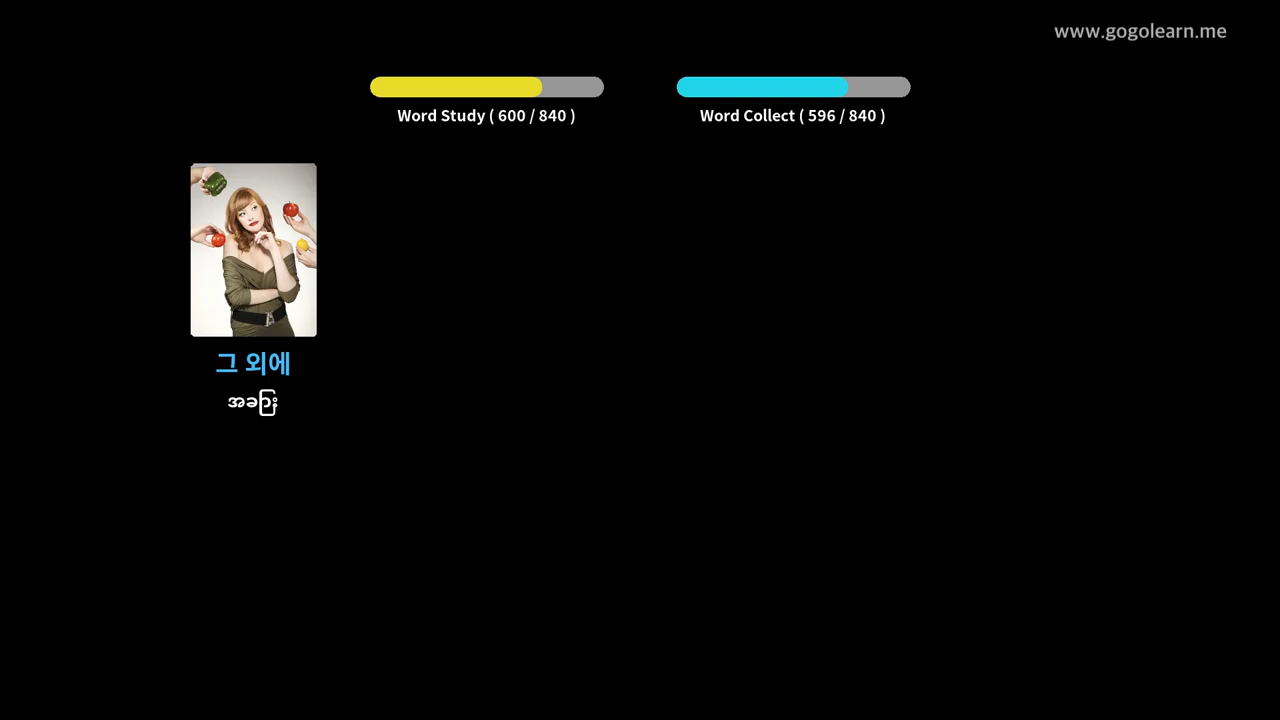 www.gogolearn.me
Word Study ( 600 / 840 )
Word Collect ( 596 / 840 )
그 외에
အခြား